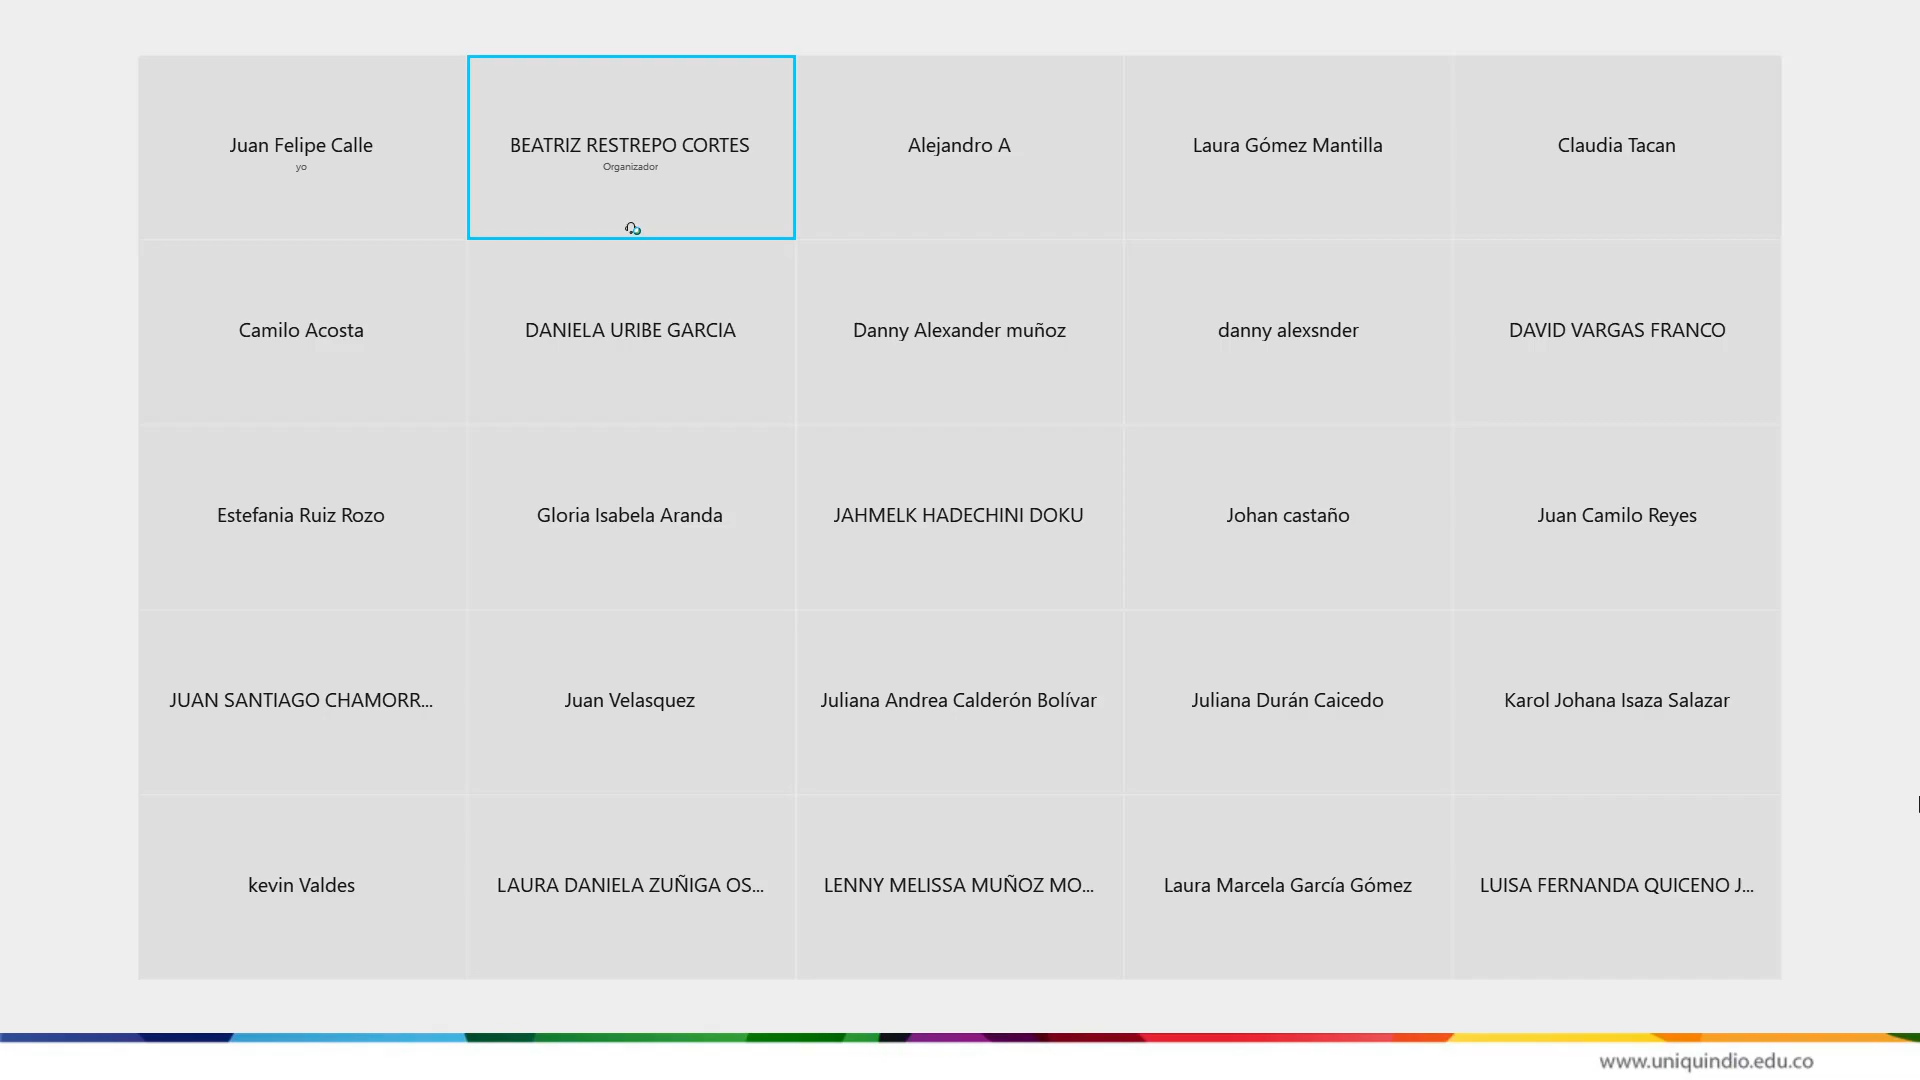 Juan Felipe Calle
yo
BEATRIZ RESTREPO CORTES
Organizador
Alejandro A
Laura Gómez Mantilla
Claudia Tacan
Camilo Acosta
DANIELA URIBE GARCIA
Danny Alexander muñoz
danny alexsnder
DAVID VARGAS FRANCO
Estefania Ruiz Rozo
Gloria Isabela Aranda
JAHMELK HADECHINI DOKU
Johan castaño
Juan Camilo Reyes
JUAN SANTIAGO CHAMORR...
Juan Velasquez
Juliana Andrea Calderón Bolívar
Juliana Durán Caicedo
Karol Johana Isaza Salazar
kevin Valdes
LAURA DANIELA ZUÑIGA OS...
LENNY MELISSA MUÑOZ MO...
Laura Marcela García Gómez
LUISA FERNANDA QUICENO J...
www.uniquindio.edu.co